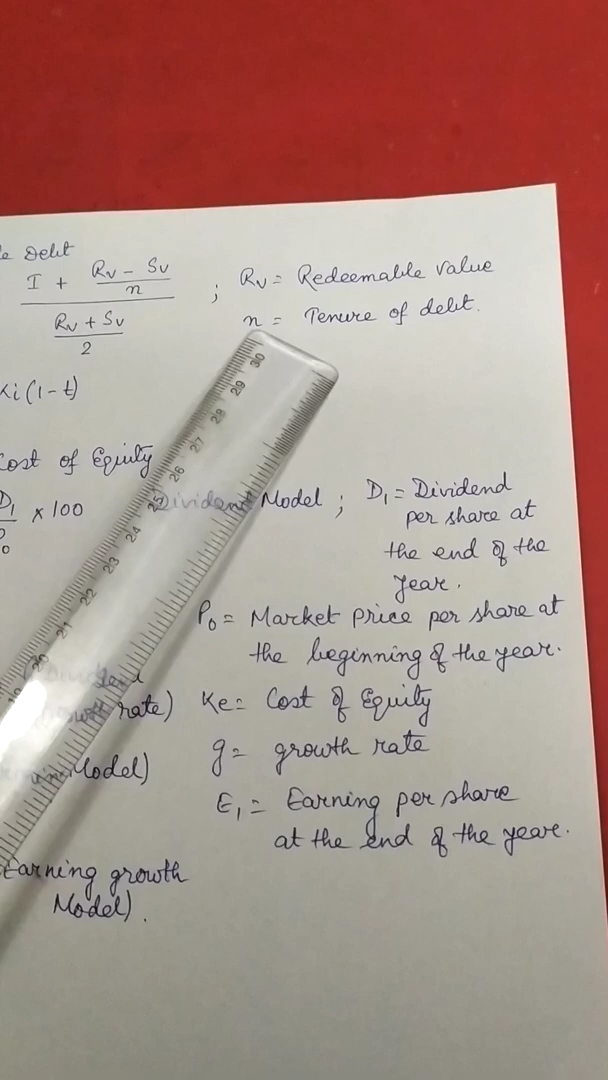 Debt
I + Rv - Sv / n ; Rv = Redeemable value
Rv + Sv / 2 n = Tenure of debt.
Ki (1-t)
Cost of Equity
D1 × 100 Dividend Model ; D1 = Dividend
per share at
the end of the
year.
P0 = Market price per share at
the beginning of the year.
rate) Ke = Cost of Equity
g = growth rate
Model)
E1 = Earning per share
at the end of the year.
Earning growth
Model).
30
29
28
27
26
25
24
23
22
21
20